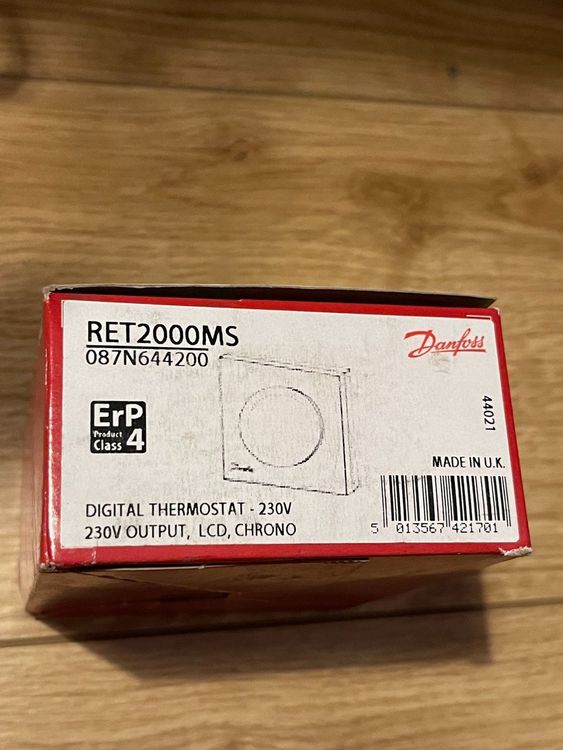 RET2000MS
087N644200
Danfoss
ErP
Product
Class 4
Danfoss
44021
MADE IN U.K.
DIGITAL THERMOSTAT - 230V
230V OUTPUT, LCD, CHRONO
5 013567 421701